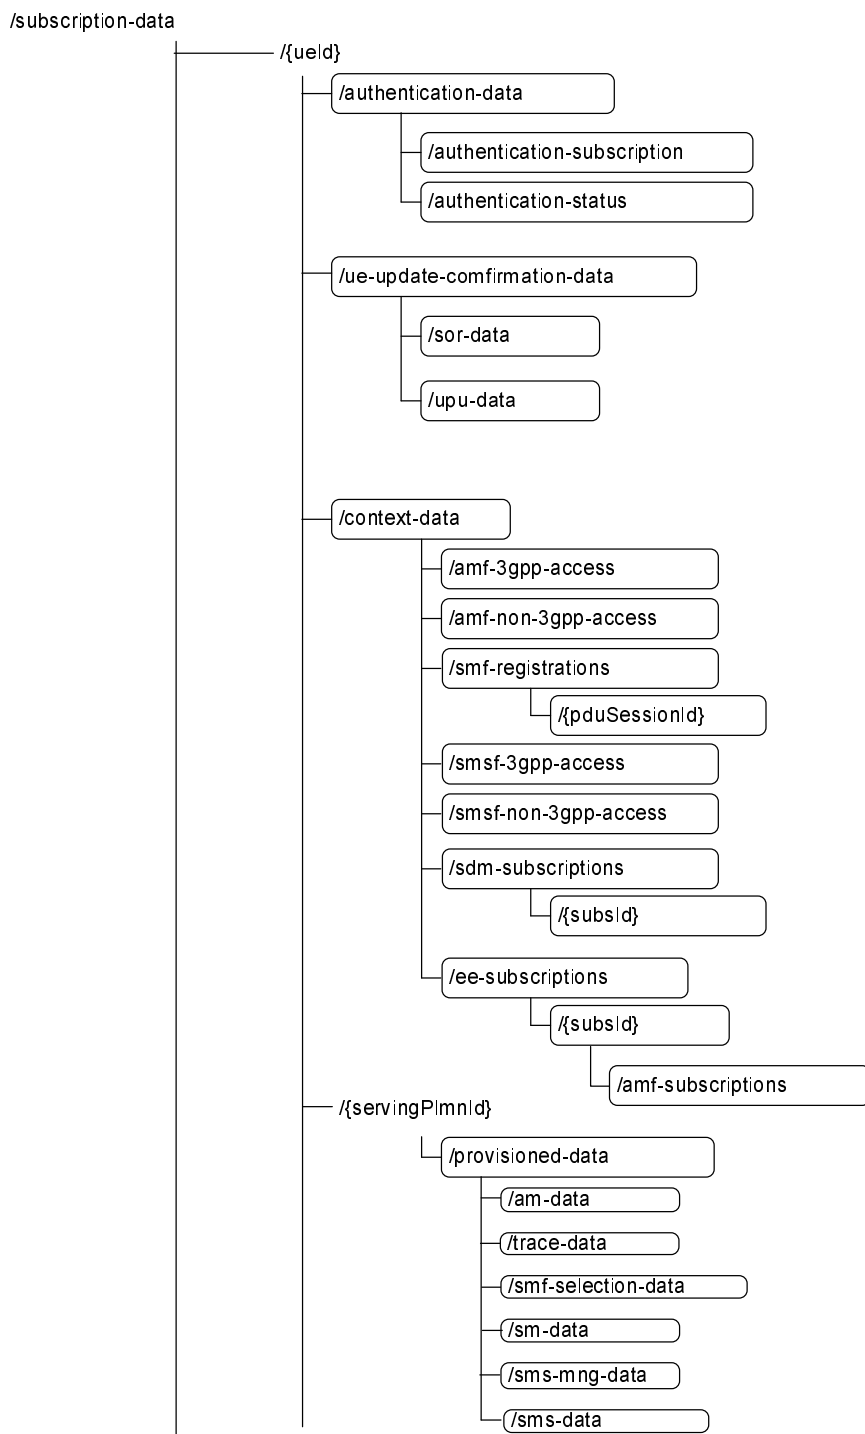 /subscription-data
/{ueId}
/authentication-data
/authentication-subscription
/authentication-status
/ue-update-comfirmation-data
/sor-data
/upu-data
/context-data
/amf-3gpp-access
/amf-non-3gpp-access
/smf-registrations
/{pduSessionId}
/smsf-3gpp-access
/smsf-non-3gpp-access
/sdm-subscriptions
/{subsId}
/ee-subscriptions
/{subsId}
/amf-subscriptions
/{servingPlmnId}
/provisioned-data
/am-data
/trace-data
/smf-selection-data
/sm-data
/sms-mng-data
/sms-data